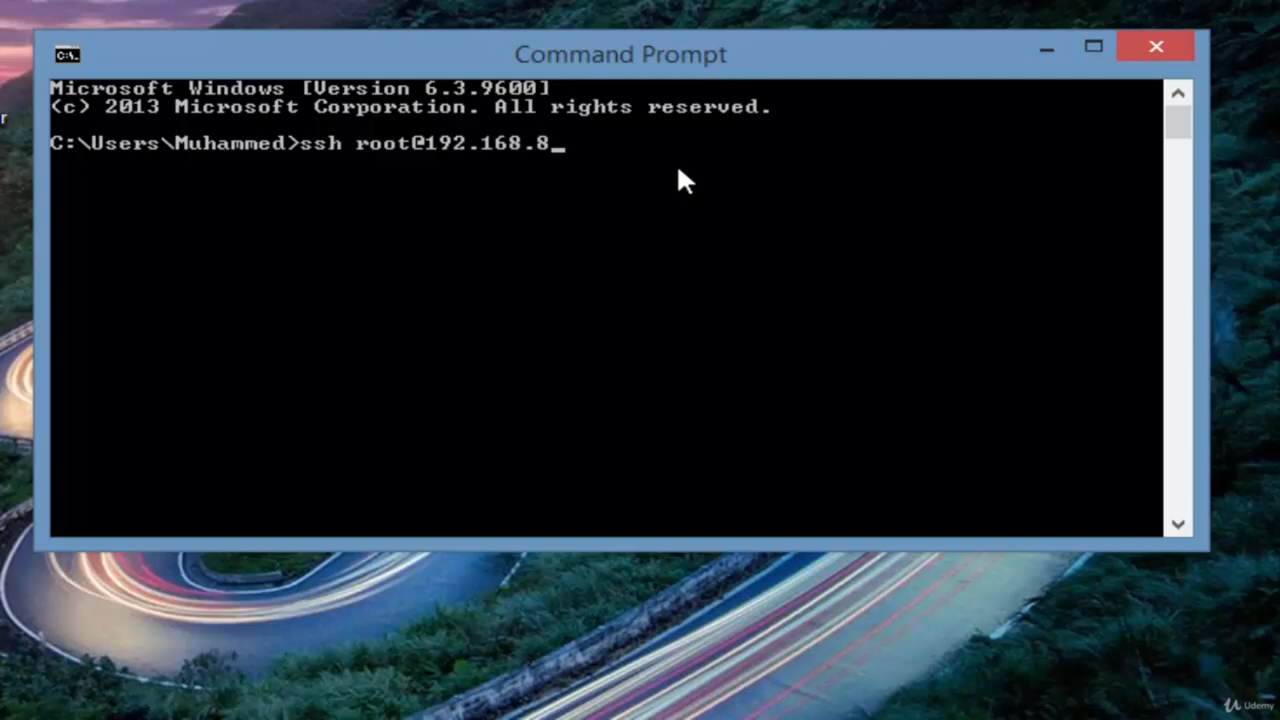 Command Prompt
Microsoft Windows [Version 6.3.9600]
(c) 2013 Microsoft Corporation. All rights reserved.
C:\Users\Muhammed>ssh root@192.168.8_
r
Udemy